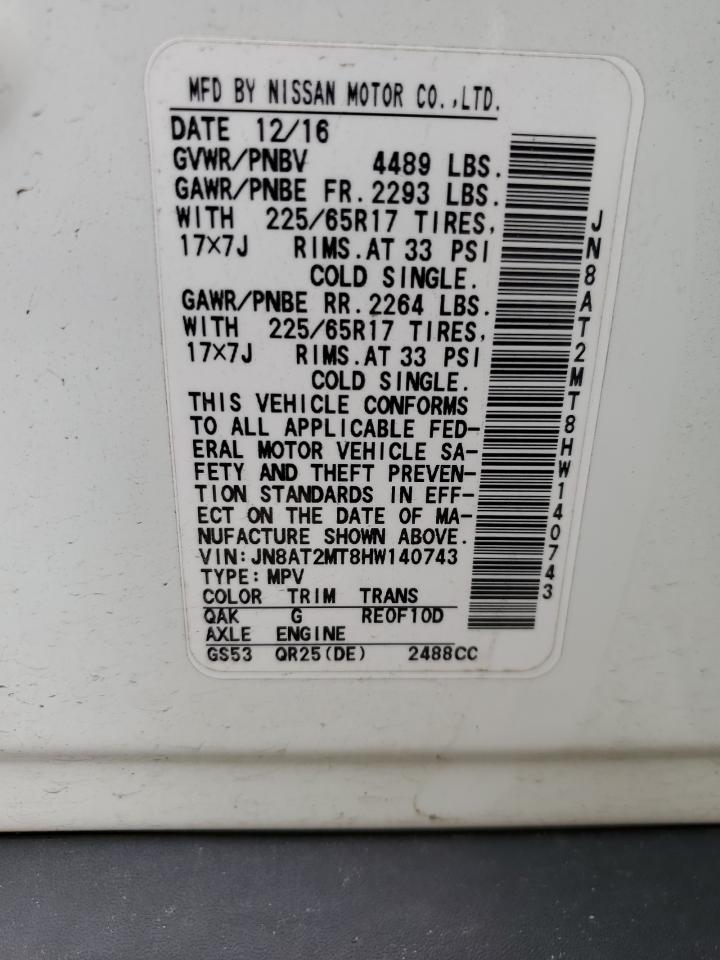 MFD BY NISSAN MOTOR CO.,LTD.
DATE 12/16
GVWR/PNBV 4489 LBS.
GAWR/PNBE FR.2293 LBS.
WITH 225/65R17 TIRES,
17×7J RIMS.AT 33 PSI
COLD SINGLE.
GAWR/PNBE RR.2264 LBS.
WITH 225/65R17 TIRES,
17×7J RIMS.AT 33 PSI
COLD SINGLE.
THIS VEHICLE CONFORMS
TO ALL APPLICABLE FED-
ERAL MOTOR VEHICLE SA-
FETY AND THEFT PREVEN-
TION STANDARDS IN EFF-
ECT ON THE DATE OF MA-
NUFACTURE SHOWN ABOVE.
VIN:JN8AT2MT8HW140743
TYPE:MPV
COLOR TRIM TRANS
QAK G RE0F10D
AXLE ENGINE
GS53 QR25(DE) 2488CC
JN8AT2MT8HW140743